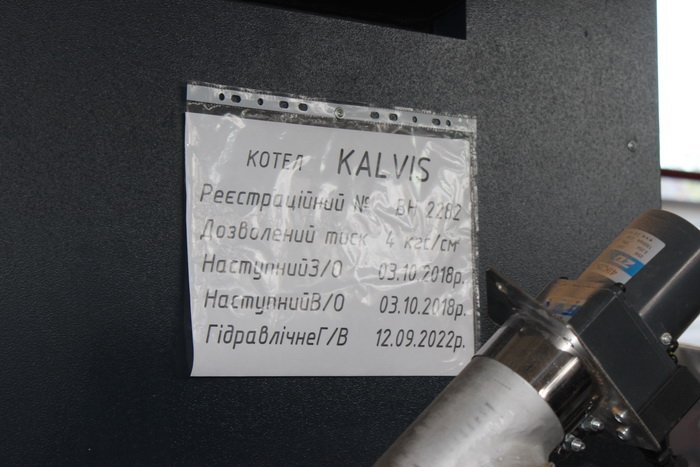 КОТЕЛ KALVIS
Реєстраційний № ВН 2282
Дозволений тиск 4 кгс/см
НаступнийЗ/О 03.10.2018р.
НаступнийВ/О 03.10.2018р.
ГідравлічнеГ/В 12.09.2022р.